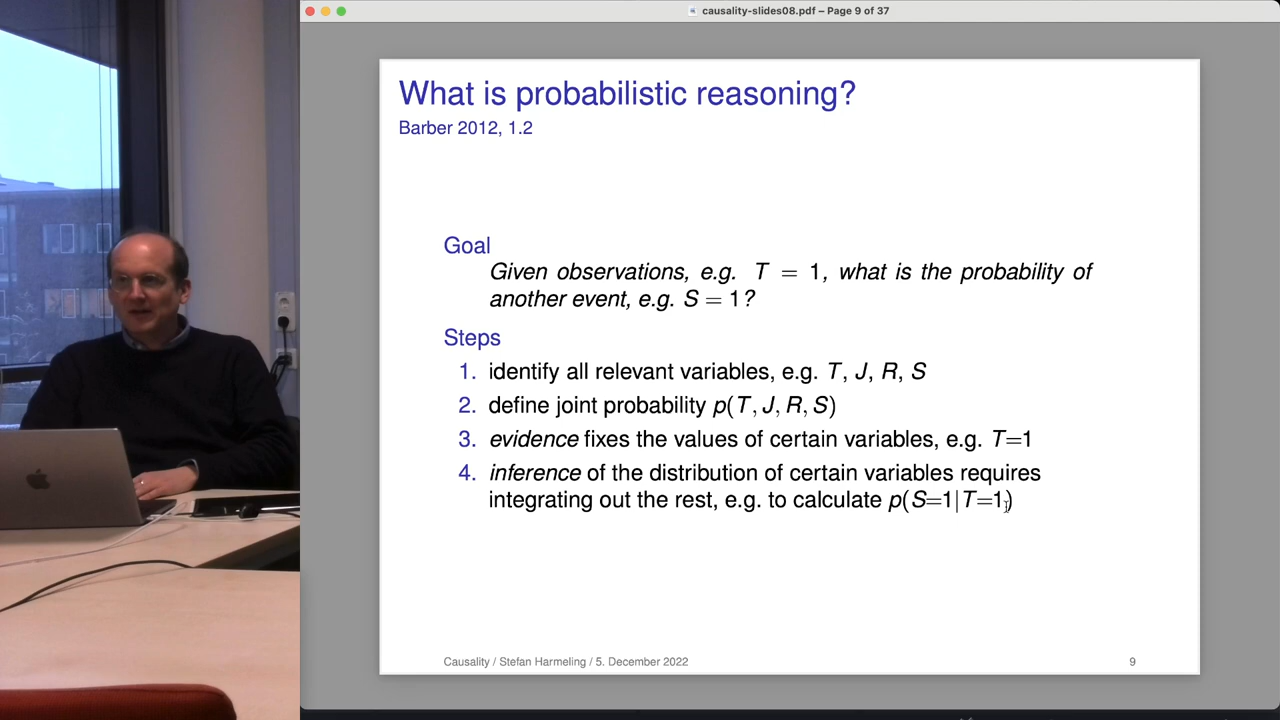 causality-slides08.pdf – Page 9 of 37
What is probabilistic reasoning?
Barber 2012, 1.2
Goal
Given observations, e.g. T = 1, what is the probability of
another event, e.g. S = 1?
Steps
1. identify all relevant variables, e.g. T, J, R, S
2. define joint probability p(T, J, R, S)
3. evidence fixes the values of certain variables, e.g. T=1
4. inference of the distribution of certain variables requires
integrating out the rest, e.g. to calculate p(S=1|T=1)
Causality / Stefan Harmeling / 5. December 2022
9